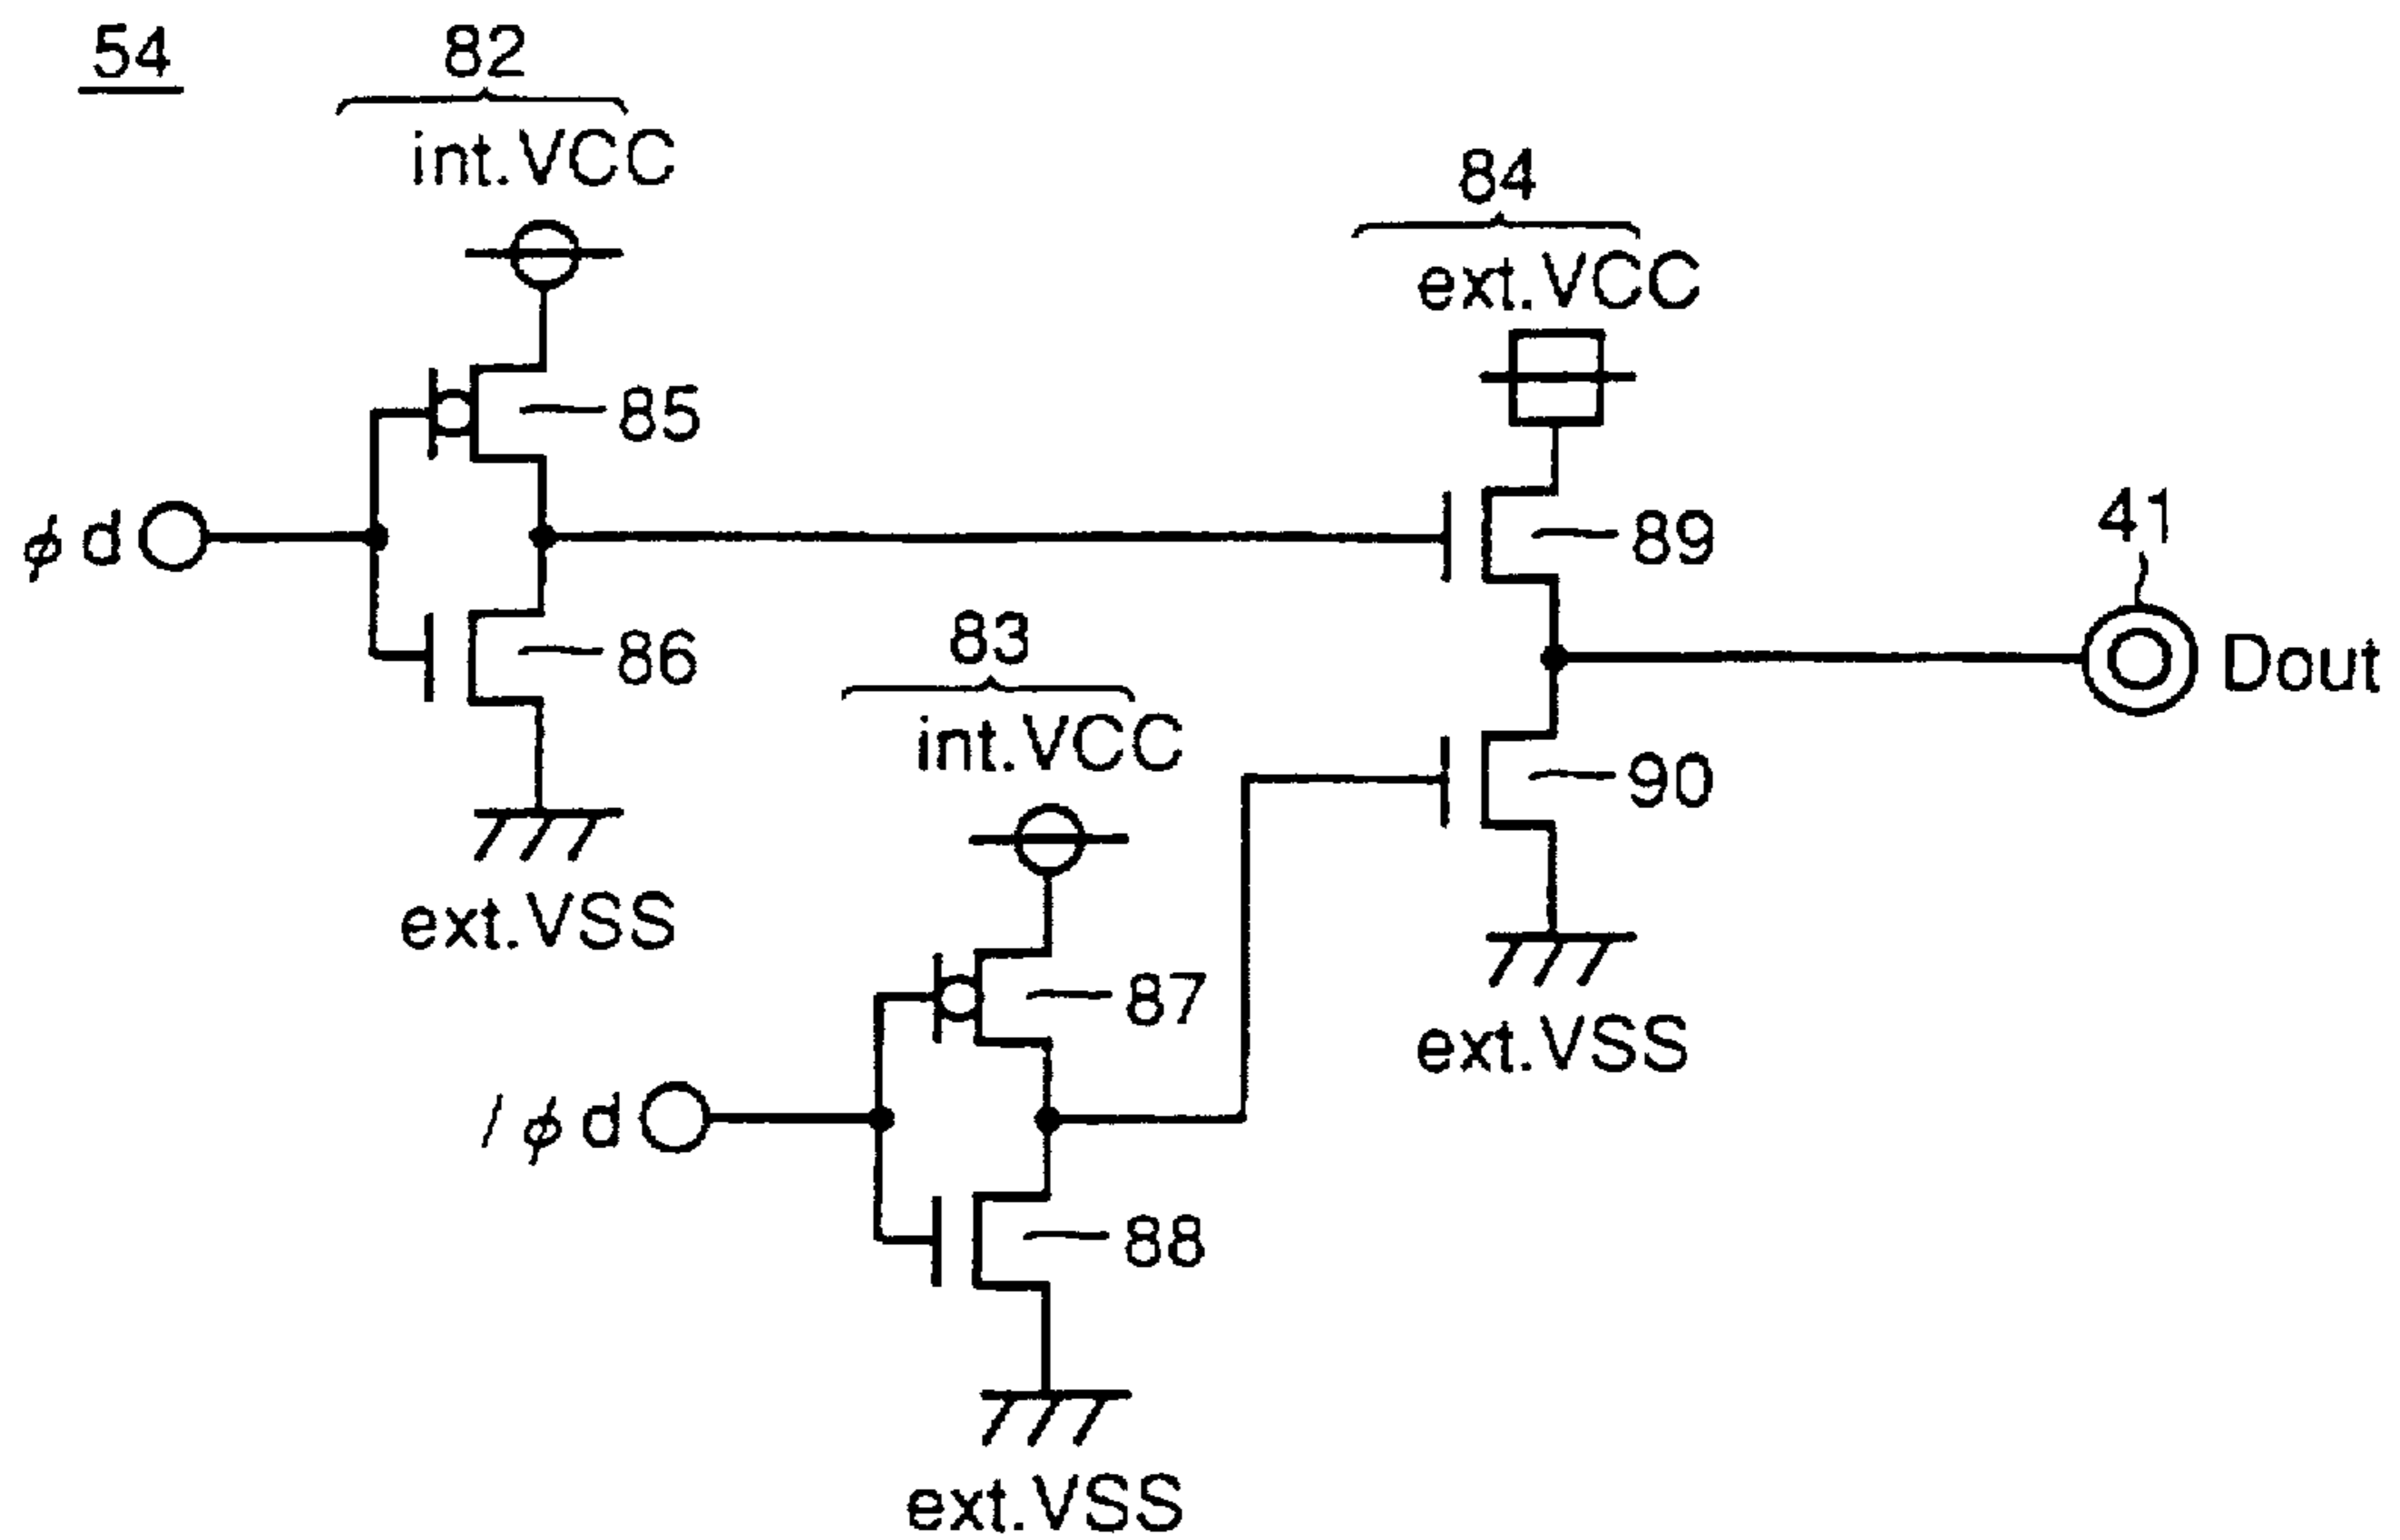 54
82
int.VCC
84
ext.VCC
85
φd
89
41
86
83
Dout
int.VCC
90
ext.VSS
87
ext.VSS
/φd
88
ext.VSS